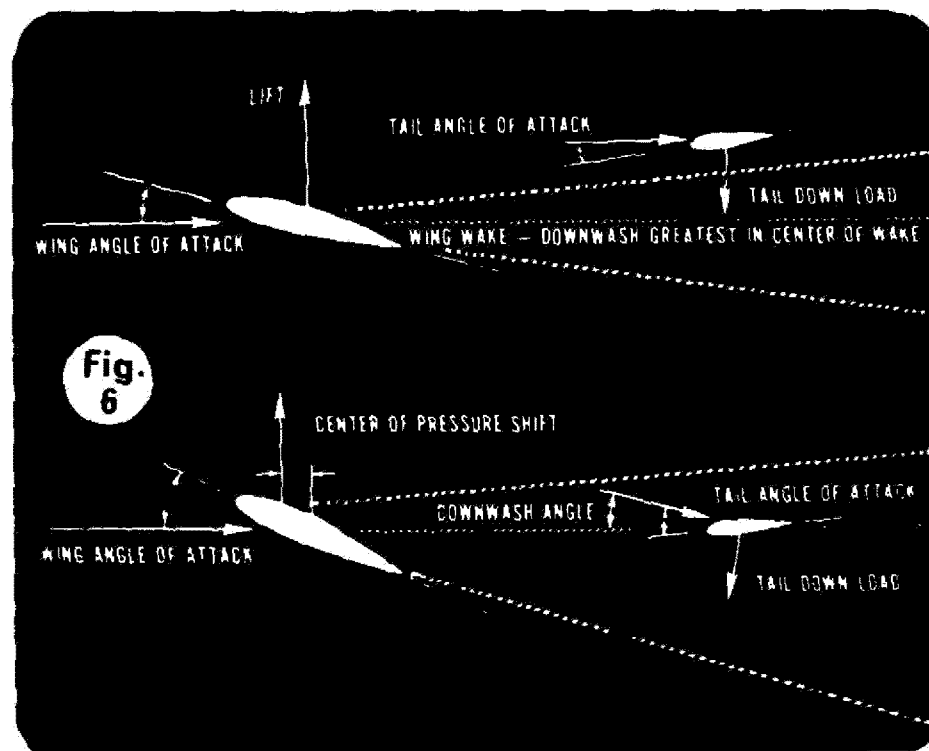 LIFT
TAIL ANGLE OF ATTACK
TAIL DOWN LOAD
WING ANGLE OF ATTACK
WING WAKE – DOWNWASH GREATEST IN CENTER OF WAKE
Fig.
6
CENTER OF PRESSURE SHIFT
DOWNWASH ANGLE
TAIL ANGLE OF ATTACK
WING ANGLE OF ATTACK
TAIL DOWN LOAD